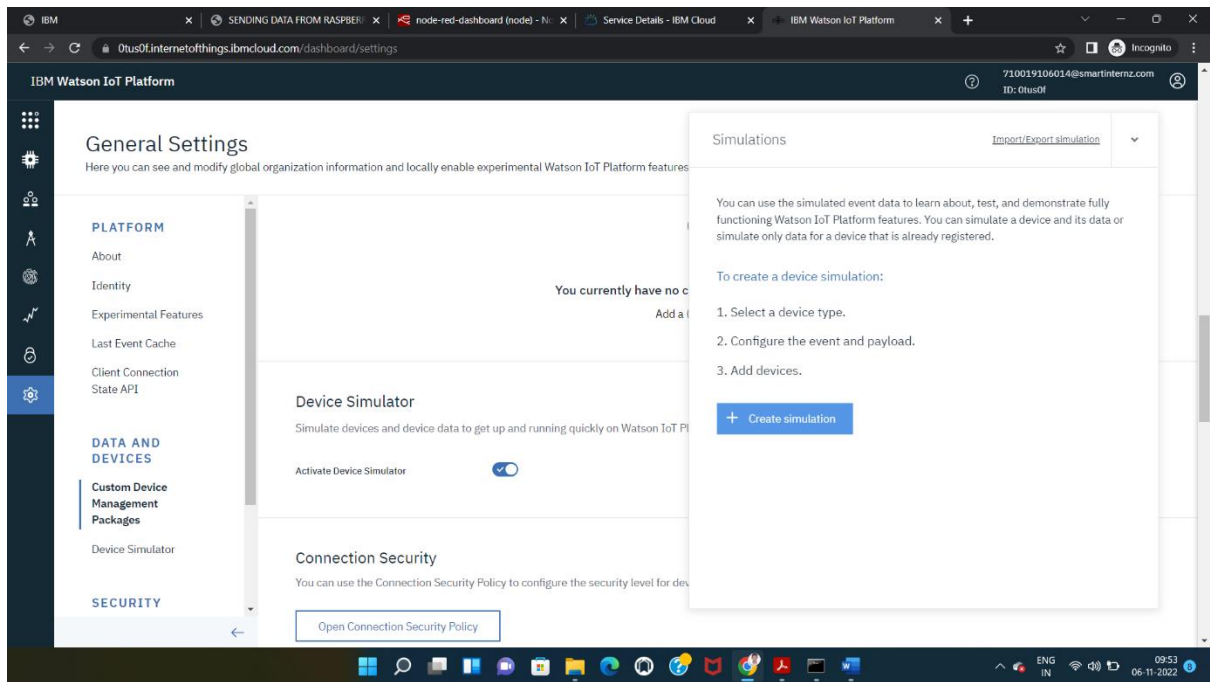 IBM
SENDING DATA FROM RASPBERR
node-red-dashboard (node) - No
Service Details - IBM Cloud
IBM Watson IoT Platform
0tus0f.internetofthings.ibmcloud.com/dashboard/settings
Incognito
IBM Watson IoT Platform
710019106014@smartinternz.com
ID: 0tus0f
General Settings
Here you can see and modify global organization information and locally enable experimental Watson IoT Platform features
PLATFORM
About
Identity
Experimental Features
Last Event Cache
Client Connection
State API
DATA AND
DEVICES
Custom Device
Management
Packages
Device Simulator
SECURITY
You currently have no c
Add a
Device Simulator
Simulate devices and device data to get up and running quickly on Watson IoT Pl
Activate Device Simulator
Connection Security
You can use the Connection Security Policy to configure the security level for dev
Open Connection Security Policy
Simulations
Import/Export simulation
You can use the simulated event data to learn about, test, and demonstrate fully
functioning Watson IoT Platform features. You can simulate a device and its data or
simulate only data for a device that is already registered.
To create a device simulation:
1. Select a device type.
2. Configure the event and payload.
3. Add devices.
+ Create simulation
ENG
IN
09:53
06-11-2022